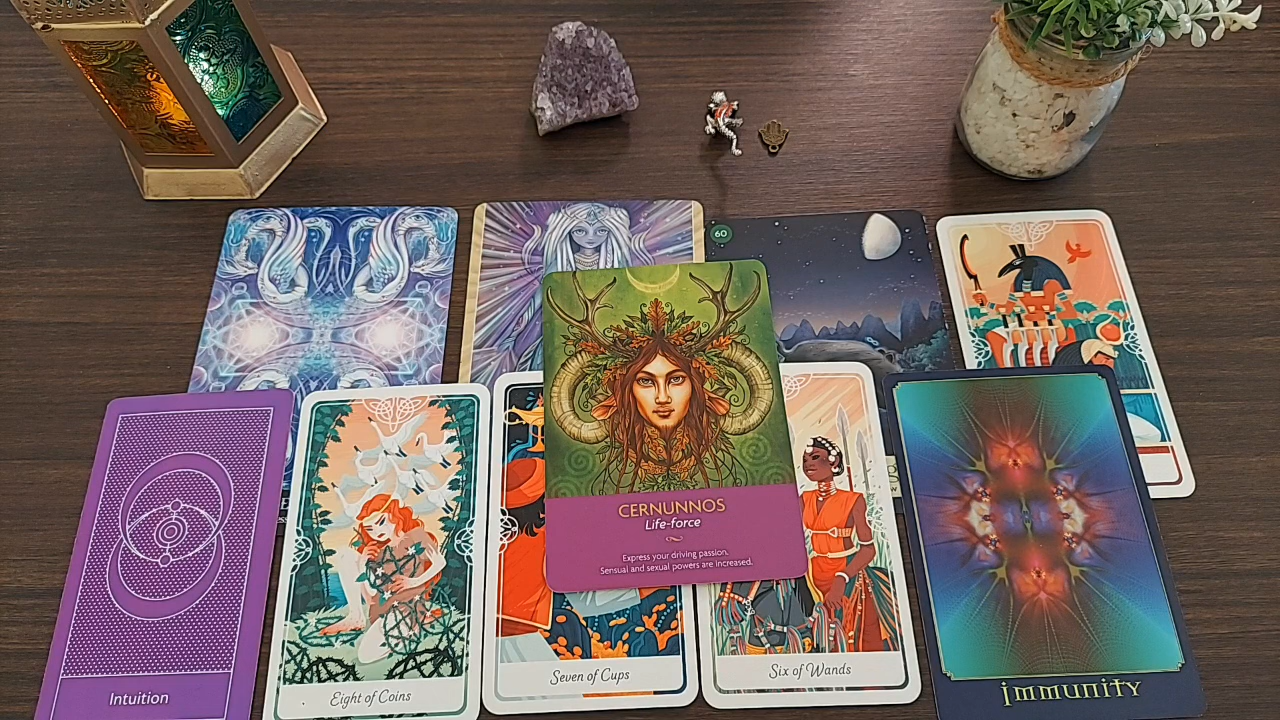 60
CERNUNNOS
Life-force
Express your driving passion.
Sensual and sexual powers are increased.
Intuition
Eight of Coins
Seven of Cups
Six of Wands
immunity